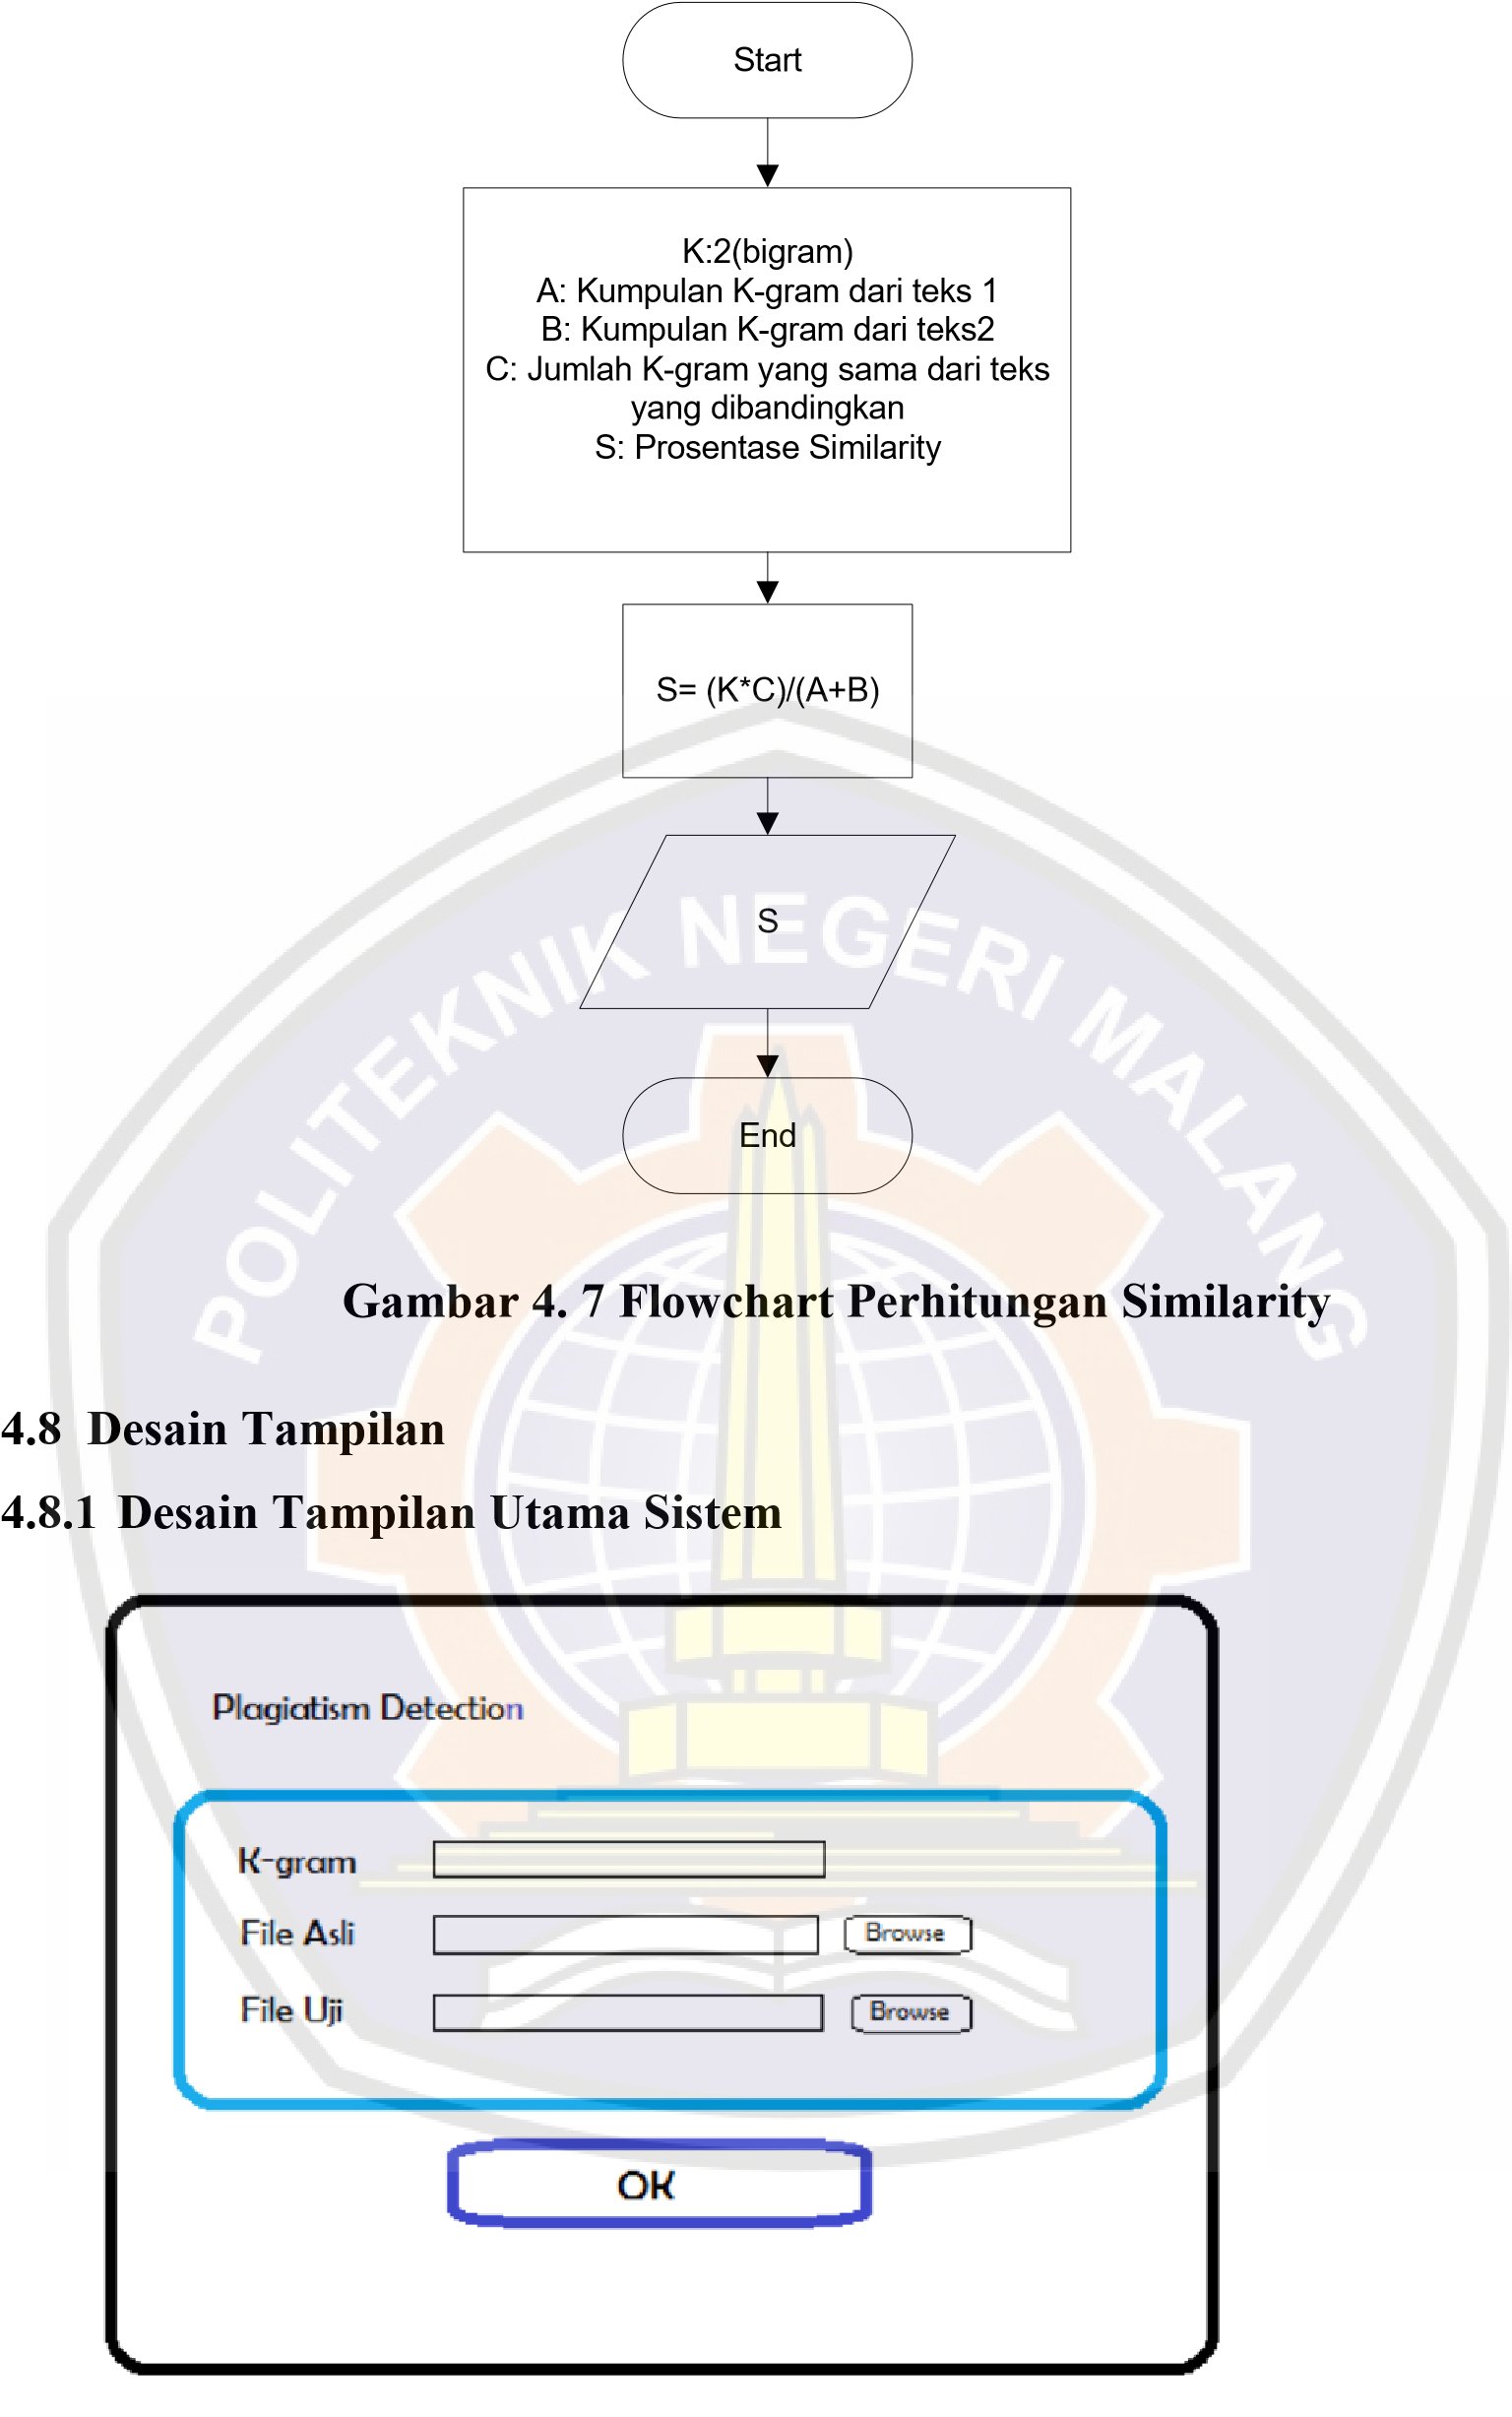 Start
K:2(bigram)
A: Kumpulan K-gram dari teks 1
B: Kumpulan K-gram dari teks2
C: Jumlah K-gram yang sama dari teks
yang dibandingkan
S: Prosentase Similarity
S= (K*C)/(A+B)
S
End
POLITEKNIK NEGERI MALANG
Gambar 4. 7 Flowchart Perhitungan Similarity
4.8 Desain Tampilan
4.8.1 Desain Tampilan Utama Sistem
Plagiatism Detection
K-gram
File Asli Browse
File Uji Browse
OK